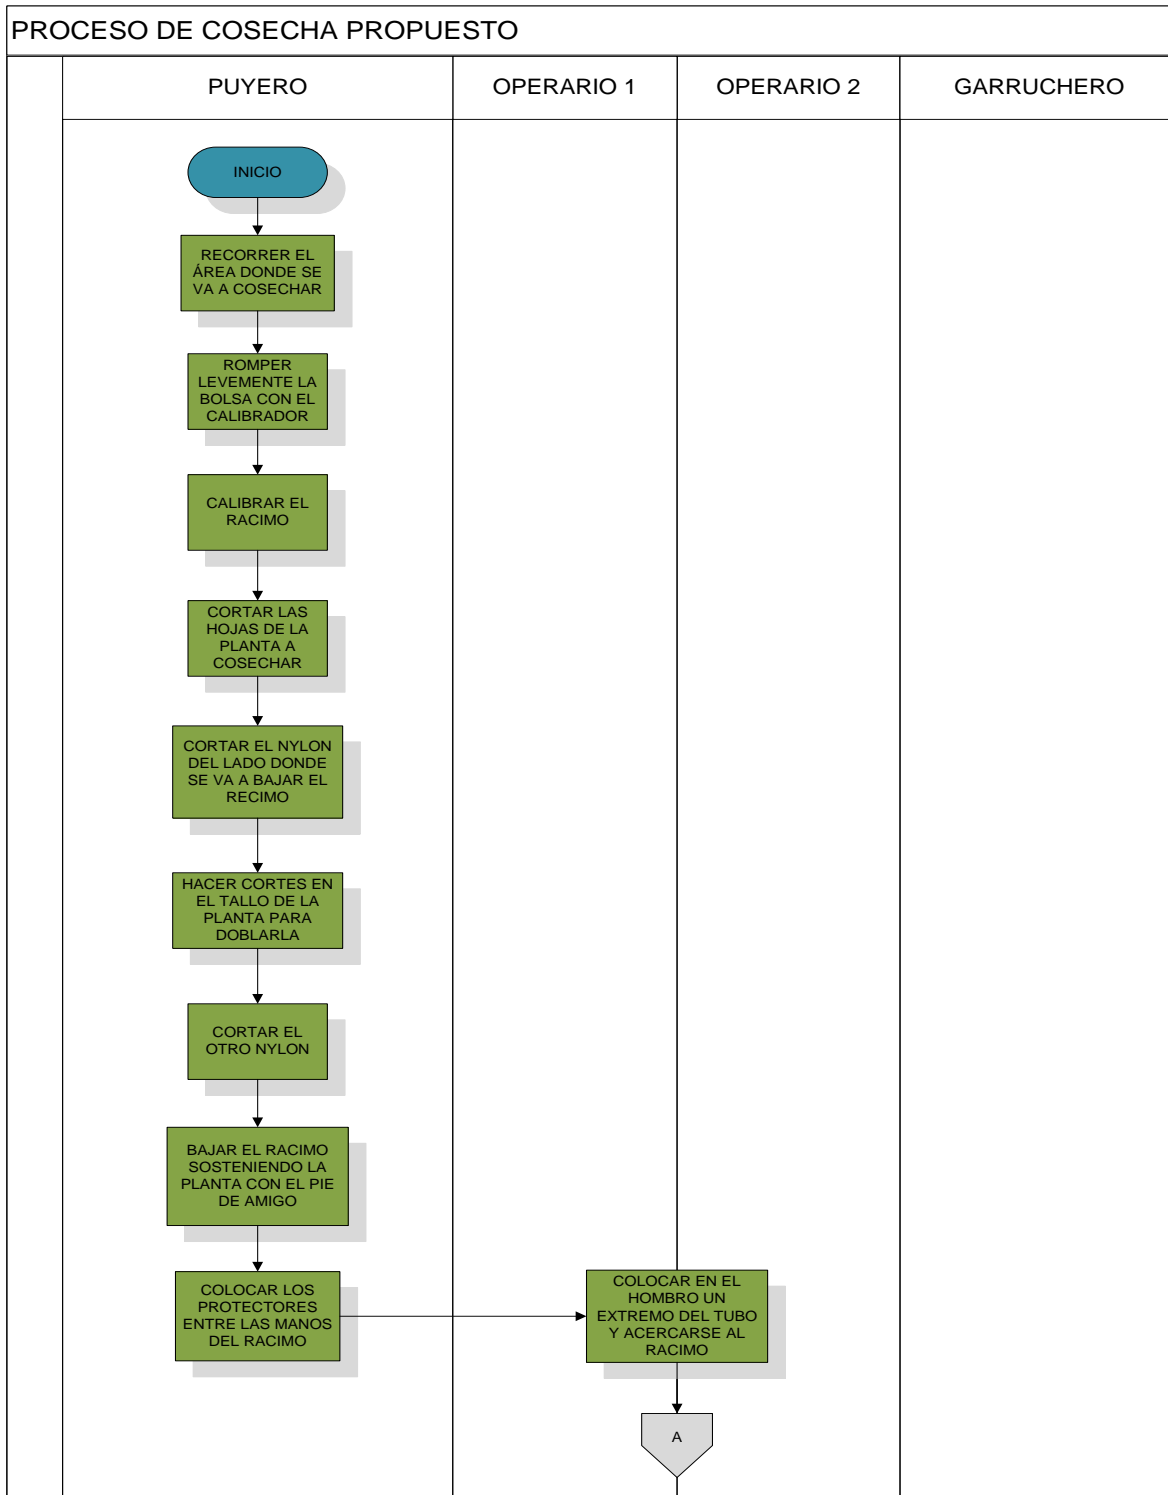 PROCESO DE COSECHA PROPUESTO
PUYERO
OPERARIO 1
OPERARIO 2
GARRUCHERO
INICIO
RECORRER EL
ÁREA DONDE SE
VA A COSECHAR
ROMPER
LEVEMENTE LA
BOLSA CON EL
CALIBRADOR
CALIBRAR EL
RACIMO
CORTAR LAS
HOJAS DE LA
PLANTA A
COSECHAR
CORTAR EL NYLON
DEL LADO DONDE
SE VA A BAJAR EL
RECIMO
HACER CORTES EN
EL TALLO DE LA
PLANTA PARA
DOBLARLA
CORTAR EL
OTRO NYLON
BAJAR EL RACIMO
SOSTENIENDO LA
PLANTA CON EL PIE
DE AMIGO
COLOCAR LOS
PROTECTORES
ENTRE LAS MANOS
DEL RACIMO
COLOCAR EN EL
HOMBRO UN
EXTREMO DEL TUBO
Y ACERCARSE AL
RACIMO
A